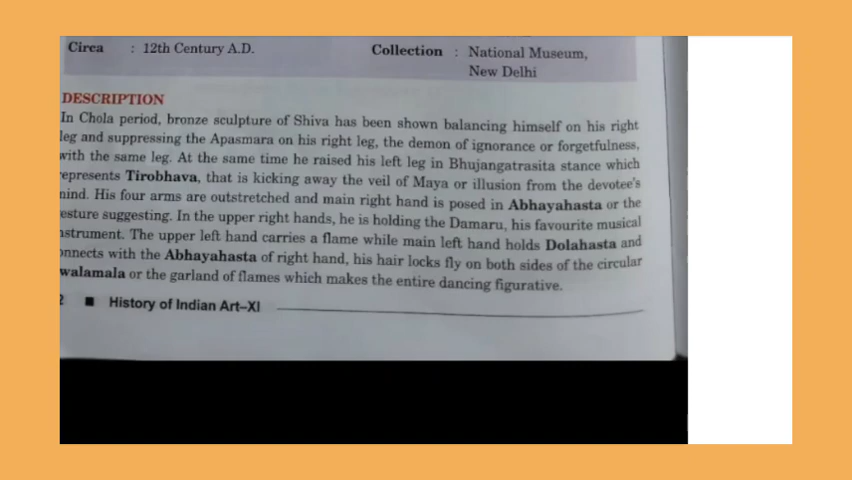 Circa : 12th Century A.D. Collection : National Museum,
New Delhi
DESCRIPTION
In Chola period, bronze sculpture of Shiva has been shown balancing himself on his right
leg and suppressing the Apasmara on his right leg, the demon of ignorance or forgetfulness,
with the same leg. At the same time he raised his left leg in Bhujangatrasita stance which
epresents Tirobhava, that is kicking away the veil of Maya or illusion from the devotee's
nind. His four arms are outstretched and main right hand is posed in Abhayahasta or the
esture suggesting. In the upper right hands, he is holding the Damaru, his favourite musical
nstrument. The upper left hand carries a flame while main left hand holds Dolahasta and
onnects with the Abhayahasta of right hand, his hair locks fly on both sides of the circular
walamala or the garland of flames which makes the entire dancing figurative.
2 ■ History of Indian Art–XI